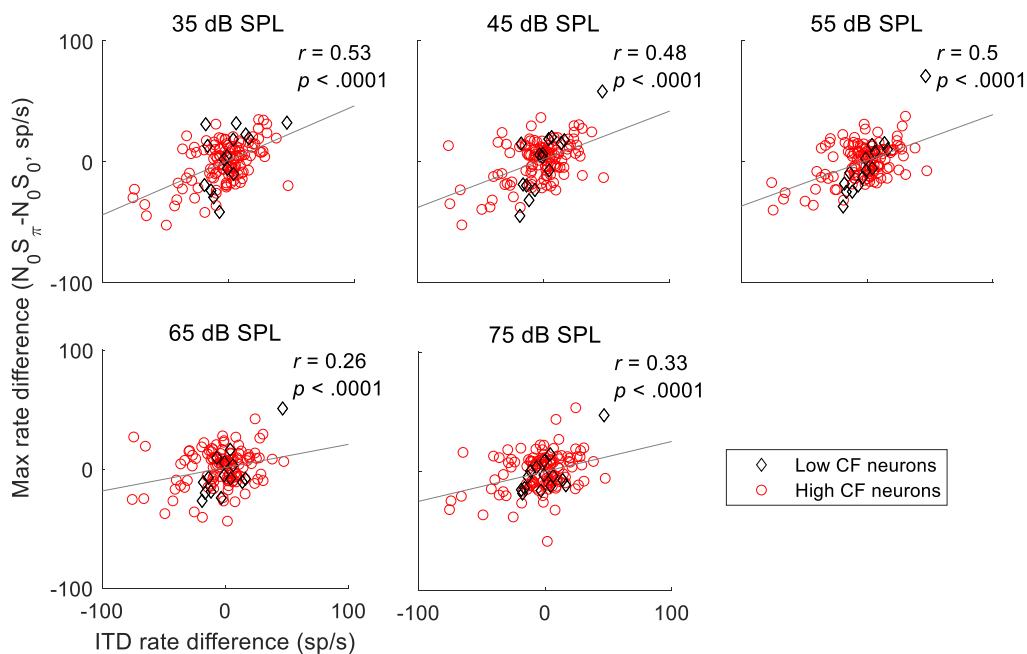 35 dB SPL
r = 0.53
p < .0001
45 dB SPL
r = 0.48
p < .0001
55 dB SPL
r = 0.5
p < .0001
100
0
-100
Max rate difference (N₀Sπ-N₀S₀, sp/s)
65 dB SPL
r = 0.26
p < .0001
75 dB SPL
r = 0.33
p < .0001
100
0
-100
-100 0 100
-100 0 100
ITD rate difference (sp/s)
Low CF neurons
High CF neurons